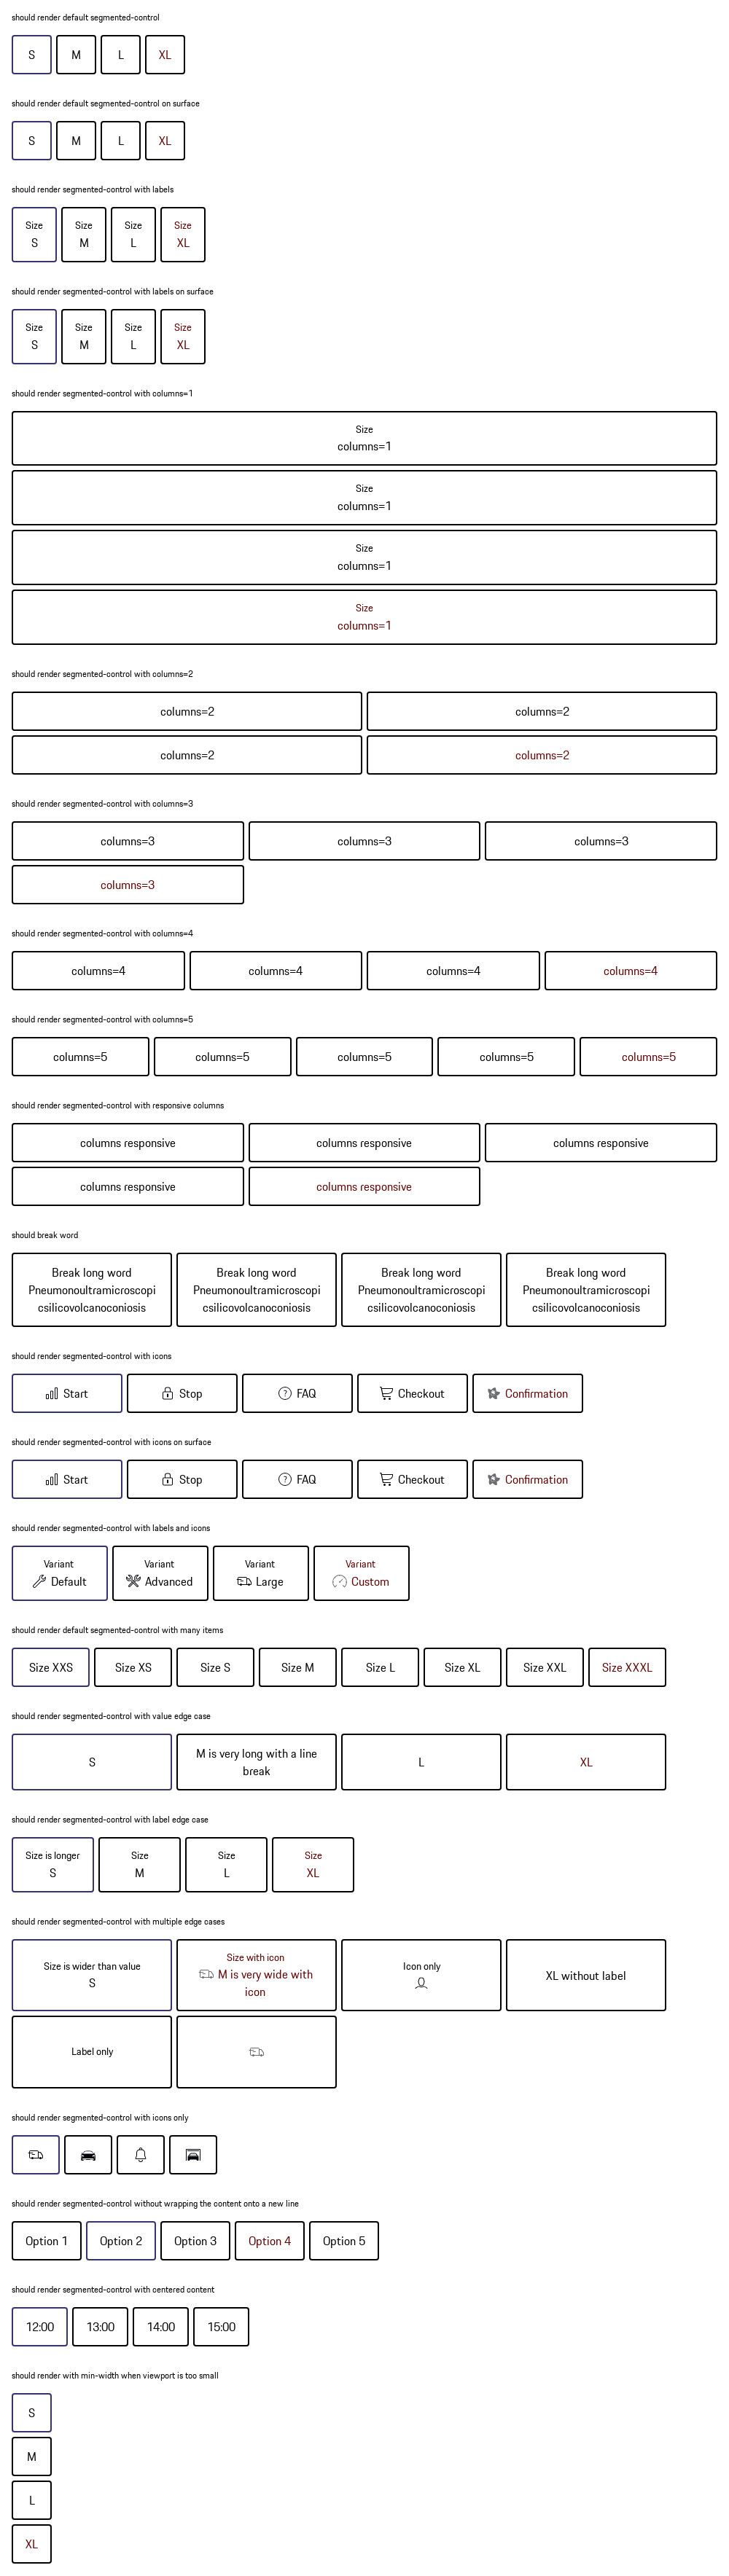 should render default segmented-control
S M L XL
should render default segmented-control on surface
S M L XL
should render segmented-control with labels
Size Size Size Size
S M L XL
should render segmented-control with labels on surface
Size Size Size Size
S M L XL
should render segmented-control with columns=1
Size
columns=1
Size
columns=1
Size
columns=1
Size
columns=1
should render segmented-control with columns=2
columns=2 columns=2
columns=2 columns=2
should render segmented-control with columns=3
columns=3 columns=3 columns=3
columns=3
should render segmented-control with columns=4
columns=4 columns=4 columns=4 columns=4
should render segmented-control with columns=5
columns=5 columns=5 columns=5 columns=5 columns=5
should render segmented-control with responsive columns
columns responsive columns responsive columns responsive
columns responsive columns responsive
should break word
Break long word Break long word Break long word Break long word
Pneumonoultramicroscopi Pneumonoultramicroscopi Pneumonoultramicroscopi Pneumonoultramicroscopi
csilicovolcanoconiosis csilicovolcanoconiosis csilicovolcanoconiosis csilicovolcanoconiosis
should render segmented-control with icons
Start Stop FAQ Checkout Confirmation
should render segmented-control with icons on surface
Start Stop FAQ Checkout Confirmation
should render segmented-control with labels and icons
Variant Variant Variant Variant
Default Advanced Large Custom
should render default segmented-control with many items
Size XXS Size XS Size S Size M Size L Size XL Size XXL Size XXXL
should render segmented-control with value edge case
S M is very long with a line L XL
break
should render segmented-control with label edge case
Size is longer Size Size Size
S M L XL
should render segmented-control with multiple edge cases
Size is wider than value
S
Size with icon
M is very wide with
icon
Icon only
XL without label
Label only
should render segmented-control with icons only
should render segmented-control without wrapping the content onto a new line
Option 1 Option 2 Option 3 Option 4 Option 5
should render segmented-control with centered content
12:00 13:00 14:00 15:00
should render with min-width when viewport is too small
S
M
L
XL